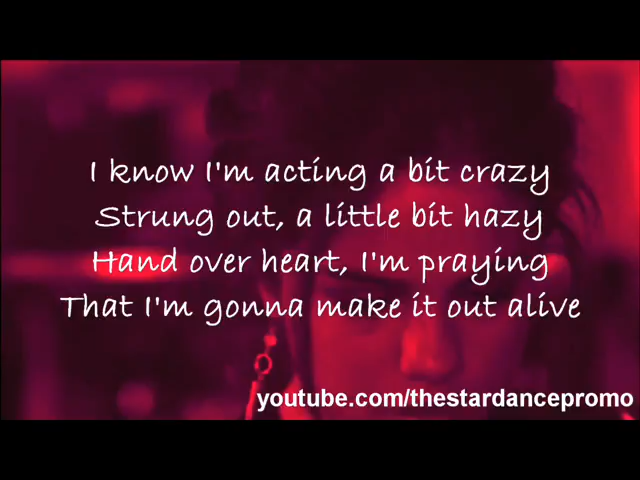 I know I'm acting a bit crazy
Strung out, a little bit hazy
Hand over heart, I'm praying
That I'm gonna make it out alive
youtube.com/thestardancepromo